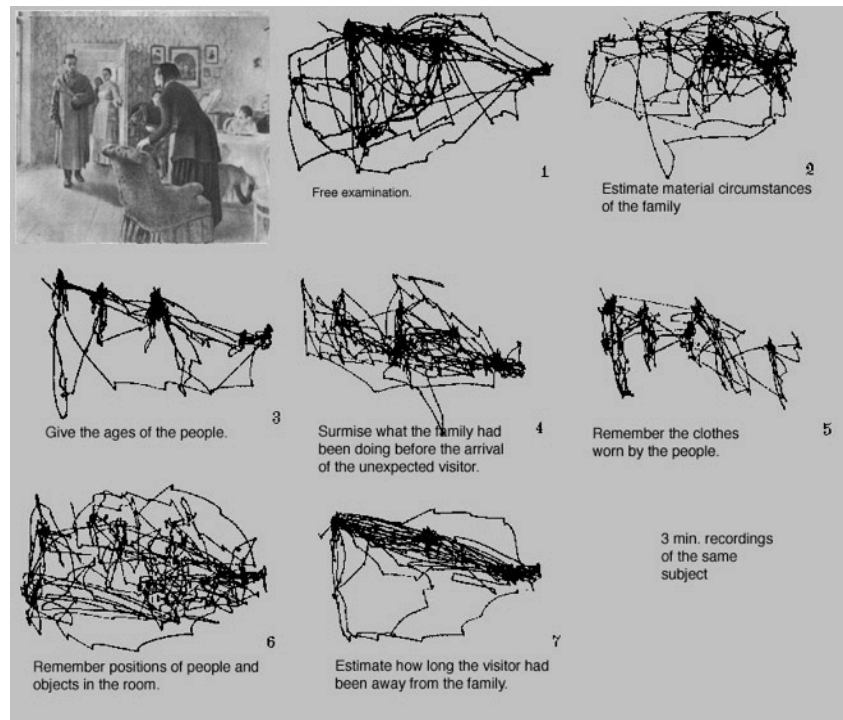 1
Free examination.
2
Estimate material circumstances
of the family
3
Give the ages of the people.
4
Surmise what the family had
been doing before the arrival
of the unexpected visitor.
5
Remember the clothes
worn by the people.
6
Remember positions of people and
objects in the room.
7
Estimate how long the visitor had
been away from the family.
3 min. recordings
of the same
subject